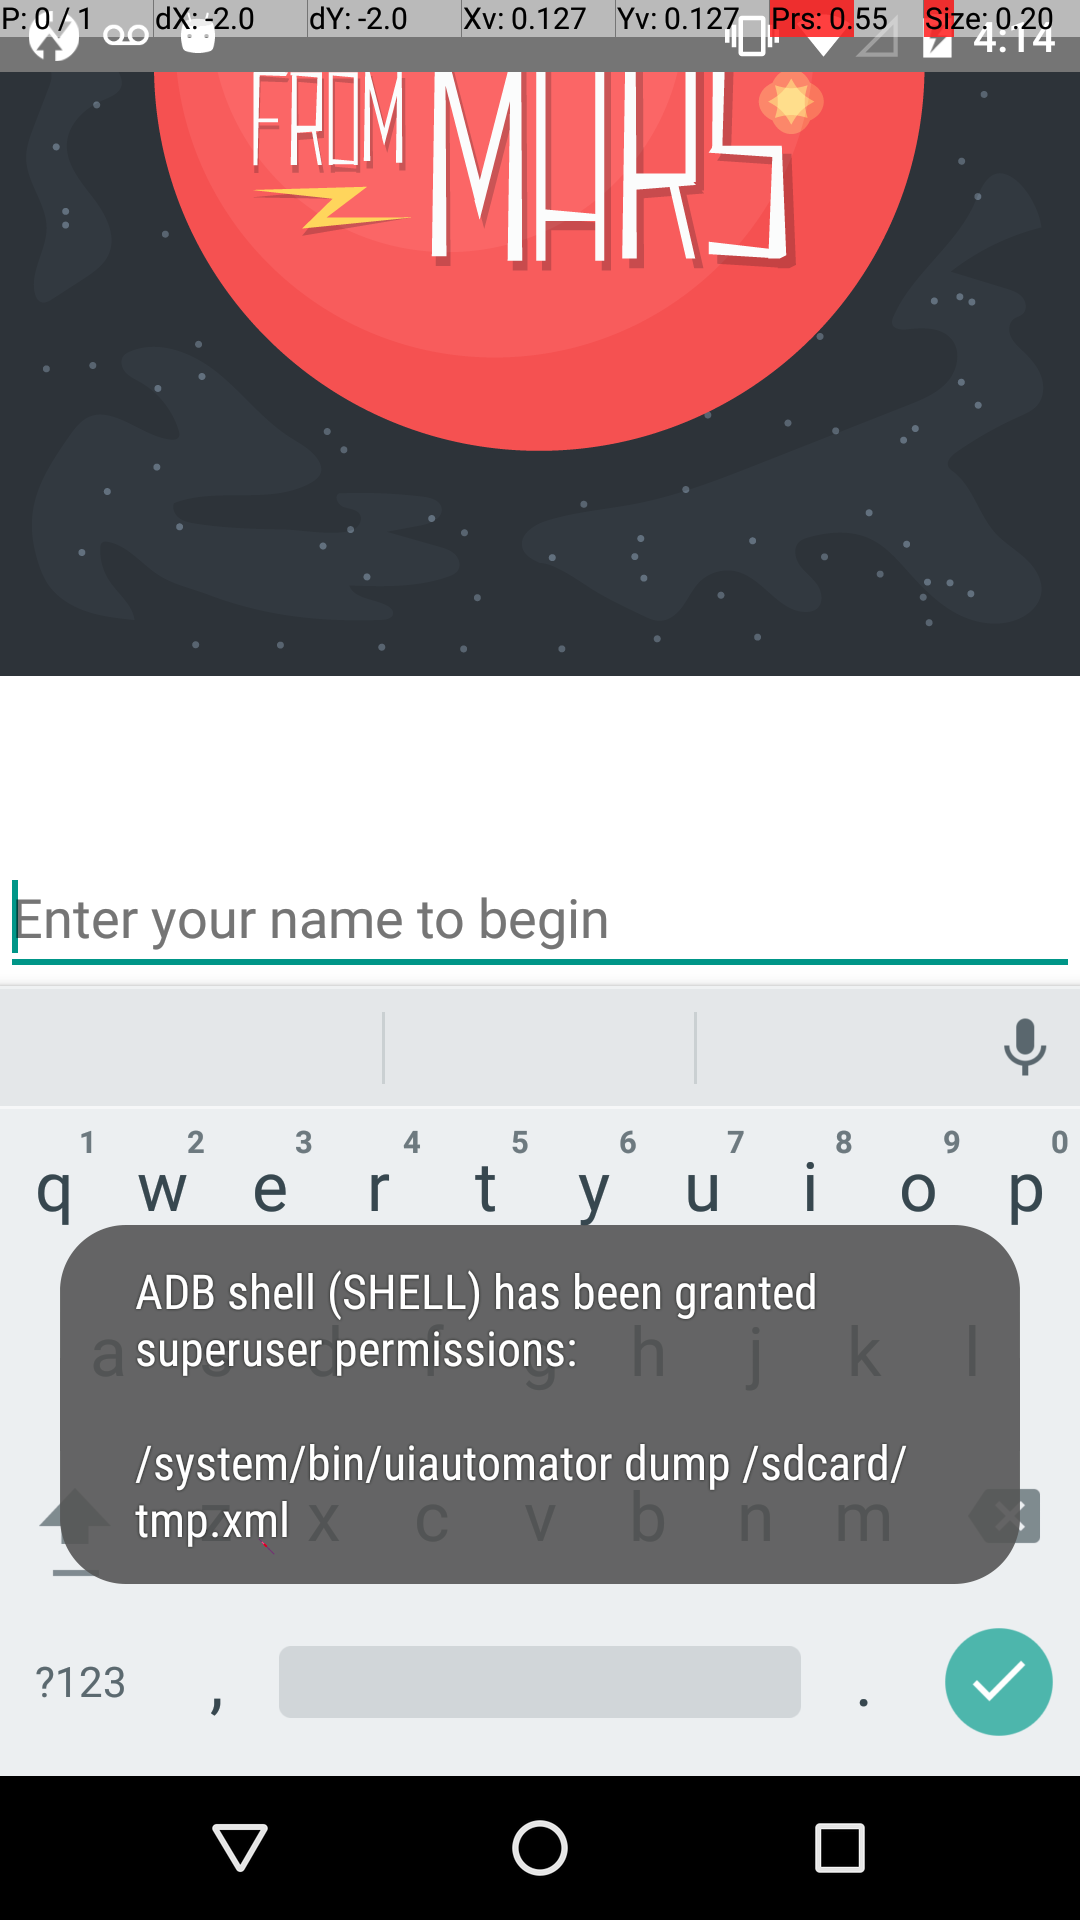 P: 0 / 1 dX: -2.0 dY: -2.0 Xv: 0.127 Yv: 0.127 Prs: 0.55 Size: 0.20
4:14
FROM MARS
Enter your name to begin
1 2 3 4 5 6 7 8 9 0
q w e r t y u i o p
a s d f g h j k l
z x c v b n m
ADB shell (SHELL) has been granted
superuser permissions:
/system/bin/uiautomator dump /sdcard/
tmp.xml
?123 , .